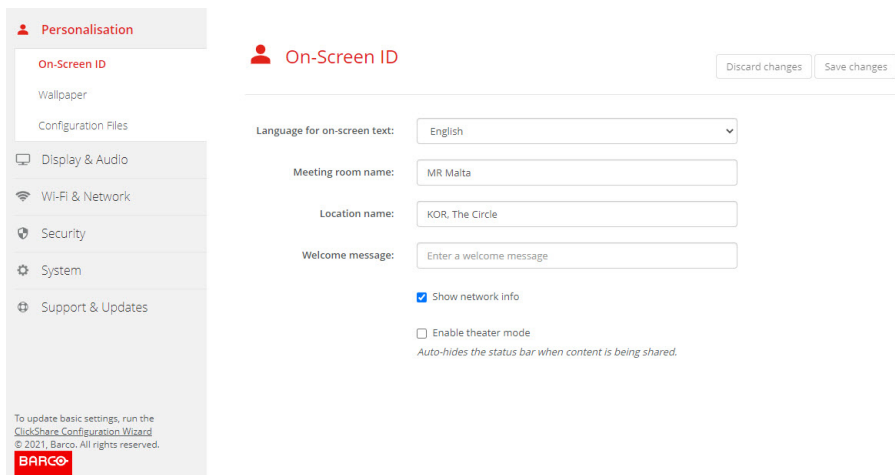 Personalisation
On-Screen ID
Wallpaper
Configuration Files
Display & Audio
Wi-Fi & Network
Security
System
Support & Updates
To update basic settings, run the
ClickShare Configuration Wizard
© 2021, Barco. All rights reserved.
BARCO
On-Screen ID
Discard changes
Save changes
Language for on-screen text: English
Meeting room name: MR Malta
Location name: KOR, The Circle
Welcome message: Enter a welcome message
Show network info
Enable theater mode
Auto-hides the status bar when content is being shared.